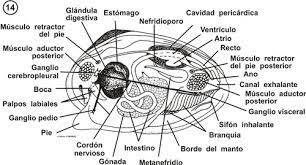 14
Glándula
digestiva
Estómago
Nefridioporo
Cavidad pericárdica
Ventrículo
Atrio
Recto
Músculo retractor
del pie posterior
Ano
Canal exhalante
Músculo aductor
posterior
Ganglio visceral
Sifón inhalante
Branquia
Borde del manto
Metanefridio
Intestino
Gónada
Cordón
nervioso
Pie
Ganglio pedio
Palpos labiales
Boca
Ganglio
cerebropleural
Músculo aductor
posterior
Músculo retractor
del pie